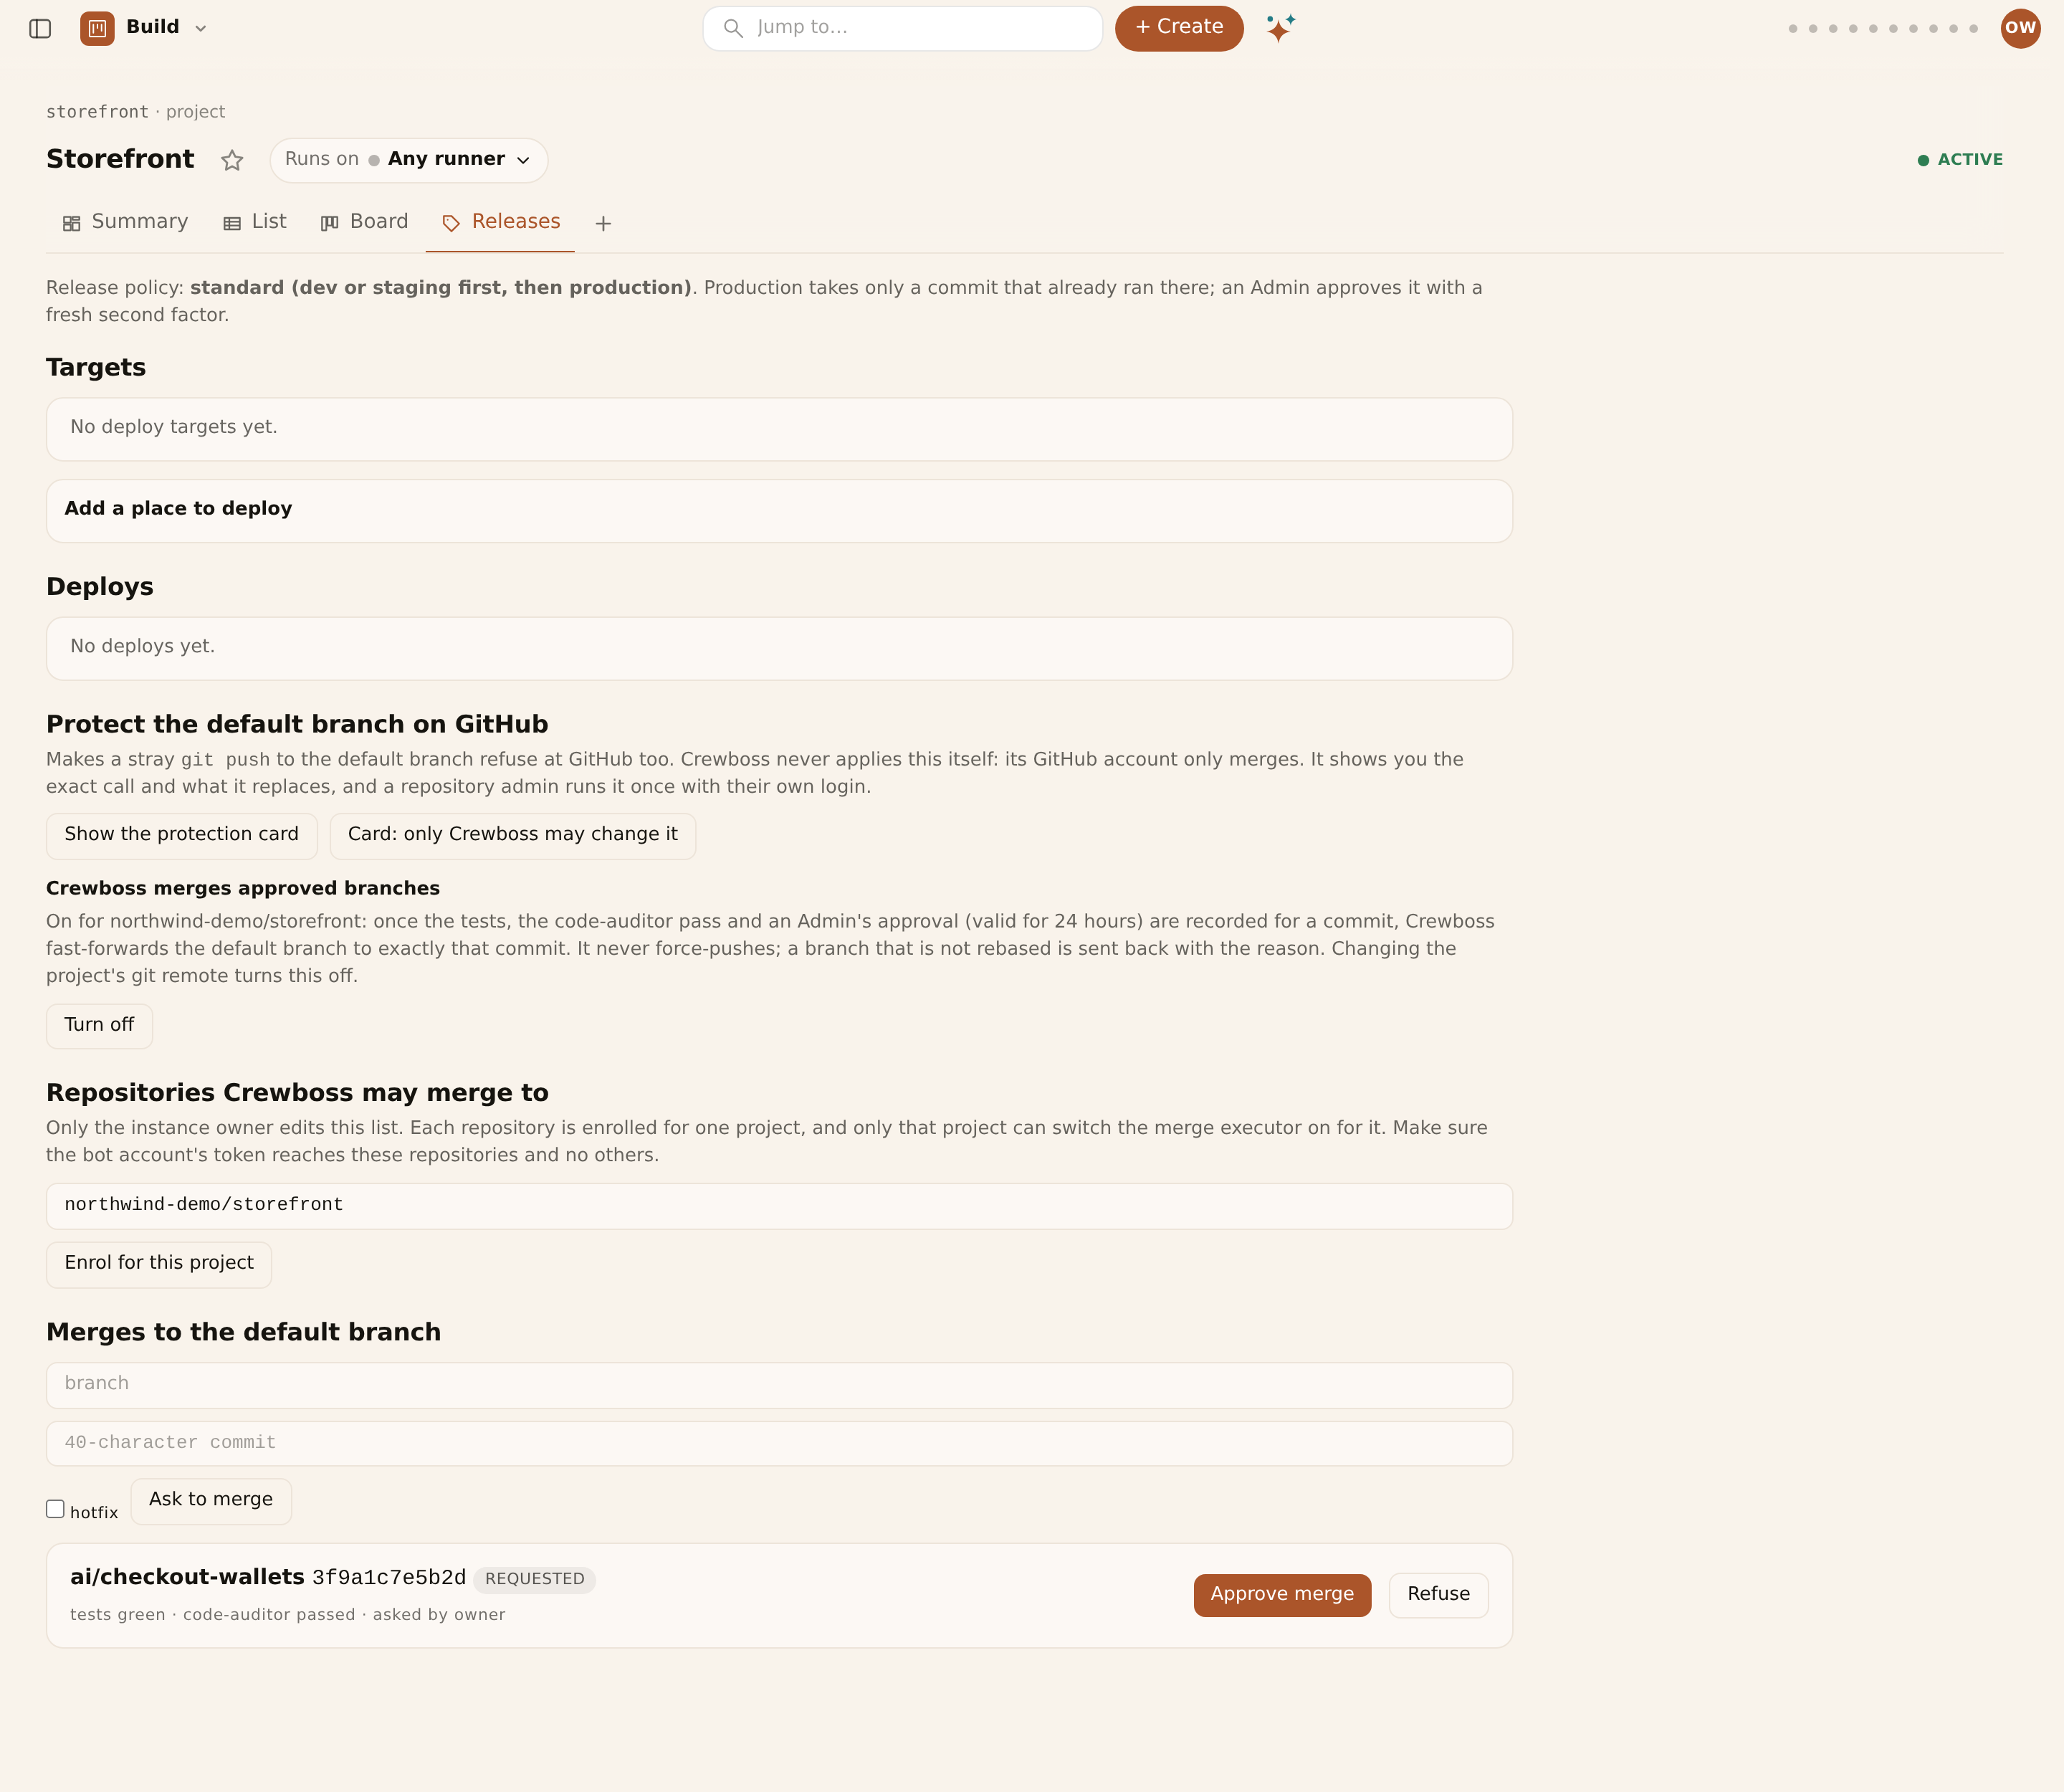 Build
Jump to...
+ Create
OW
storefront · project
Storefront
Runs on Any runner
ACTIVE
Summary
List
Board
Releases
Release policy: standard (dev or staging first, then production). Production takes only a commit that already ran there; an Admin approves it with a
fresh second factor.
Targets
No deploy targets yet.
Add a place to deploy
Deploys
No deploys yet.
Protect the default branch on GitHub
Makes a stray git push to the default branch refuse at GitHub too. Crewboss never applies this itself: its GitHub account only merges. It shows you the
exact call and what it replaces, and a repository admin runs it once with their own login.
Show the protection card
Card: only Crewboss may change it
Crewboss merges approved branches
On for northwind-demo/storefront: once the tests, the code-auditor pass and an Admin's approval (valid for 24 hours) are recorded for a commit, Crewboss
fast-forwards the default branch to exactly that commit. It never force-pushes; a branch that is not rebased is sent back with the reason. Changing the
project's git remote turns this off.
Turn off
Repositories Crewboss may merge to
Only the instance owner edits this list. Each repository is enrolled for one project, and only that project can switch the merge executor on for it. Make sure
the bot account's token reaches these repositories and no others.
northwind-demo/storefront
Enrol for this project
Merges to the default branch
branch
40-character commit
hotfix
Ask to merge
ai/checkout-wallets 3f9a1c7e5b2d REQUESTED
tests green · code-auditor passed · asked by owner
Approve merge
Refuse